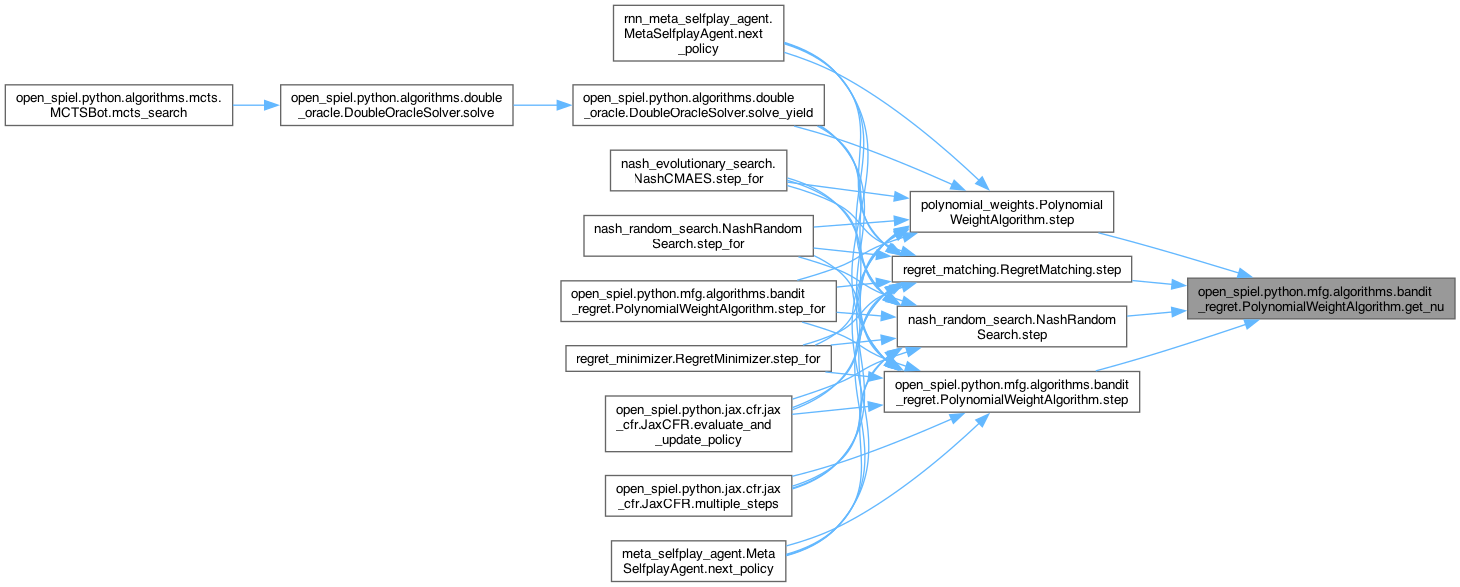 rnn_meta_selfplay_agent.
MetaSelfplayAgent.next
_policy
open_spiel.python.algorithms.mcts.
MCTSBot.mcts_search
open_spiel.python.algorithms.double
_oracle.DoubleOracleSolver.solve
open_spiel.python.algorithms.double
_oracle.DoubleOracleSolver.solve_yield
nash_evolutionary_search.
NashCMAES.step_for
nash_random_search.NashRandom
Search.step_for
open_spiel.python.mfg.algorithms.bandit
_regret.PolynomialWeightAlgorithm.step_for
regret_minimizer.RegretMinimizer.step_for
open_spiel.python.jax.cfr.jax
_cfr.JaxCFR.evaluate_and
_update_policy
open_spiel.python.jax.cfr.jax
_cfr.JaxCFR.multiple_steps
meta_selfplay_agent.Meta
SelfplayAgent.next_policy
polynomial_weights.Polynomial
WeightAlgorithm.step
regret_matching.RegretMatching.step
nash_random_search.NashRandom
Search.step
open_spiel.python.mfg.algorithms.bandit
_regret.PolynomialWeightAlgorithm.step
open_spiel.python.mfg.algorithms.bandit
_regret.PolynomialWeightAlgorithm.get_nu